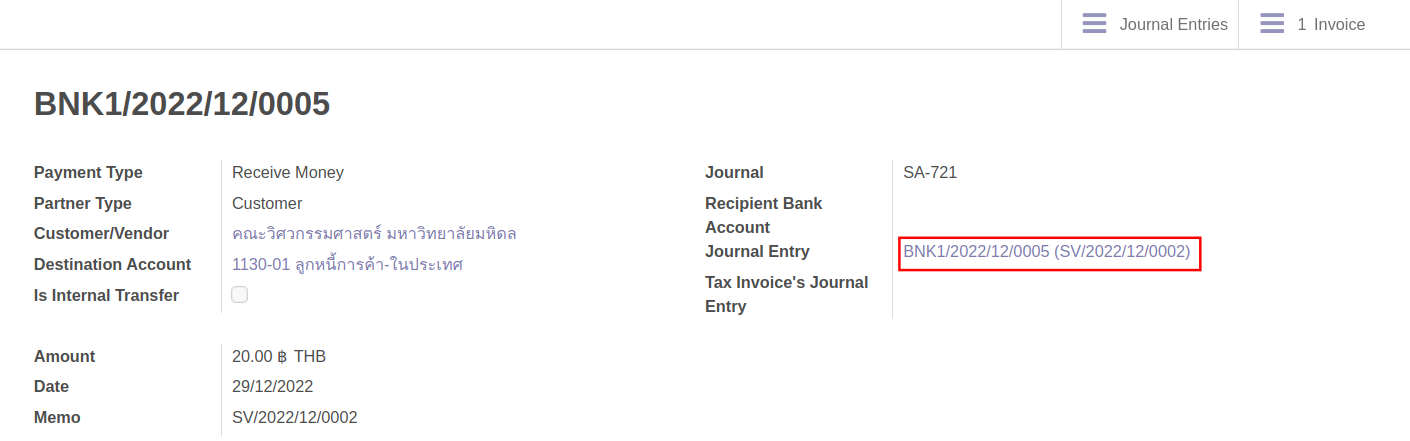 Journal Entries
1 Invoice
BNK1/2022/12/0005
Payment Type Receive Money
Partner Type Customer
Customer/Vendor คณะวิศวกรรมศาสตร์ มหาวิทยาลัยมหิดล
Destination Account 1130-01 ลูกหนี้การค้า-ในประเทศ
Is Internal Transfer
Journal SA-721
Recipient Bank
Account
Journal Entry BNK1/2022/12/0005 (SV/2022/12/0002)
Tax Invoice's Journal
Entry
Amount 20.00 ฿ THB
Date 29/12/2022
Memo SV/2022/12/0002